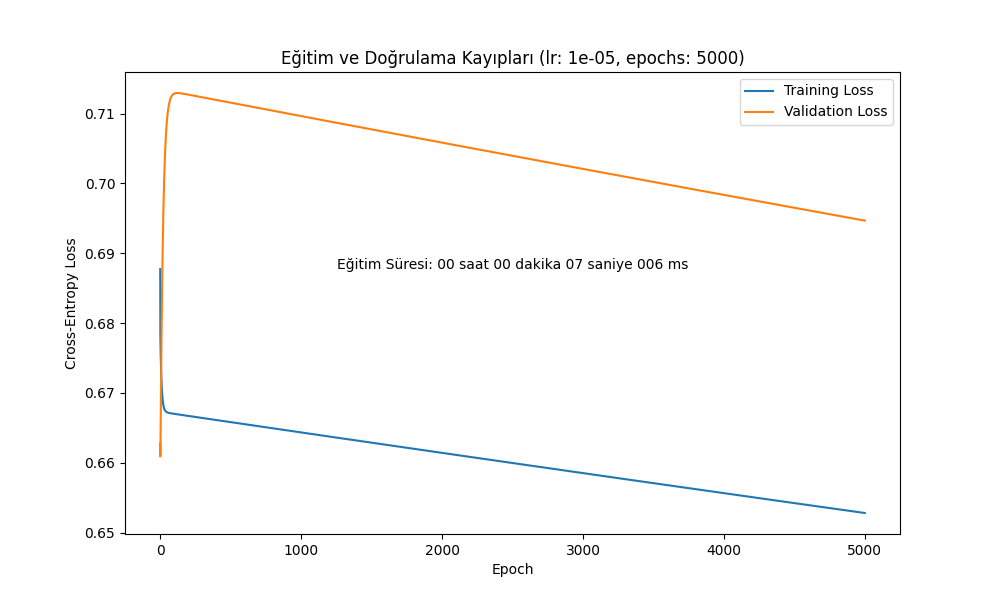 Eğitim ve Doğrulama Kayıpları (lr: 1e-05, epochs: 5000)
Training Loss
Validation Loss
Cross-Entropy Loss
0.71
0.70
0.69
0.68
0.67
0.66
0.65
Eğitim Süresi: 00 saat 00 dakika 07 saniye 006 ms
0 1000 2000 3000 4000 5000
Epoch